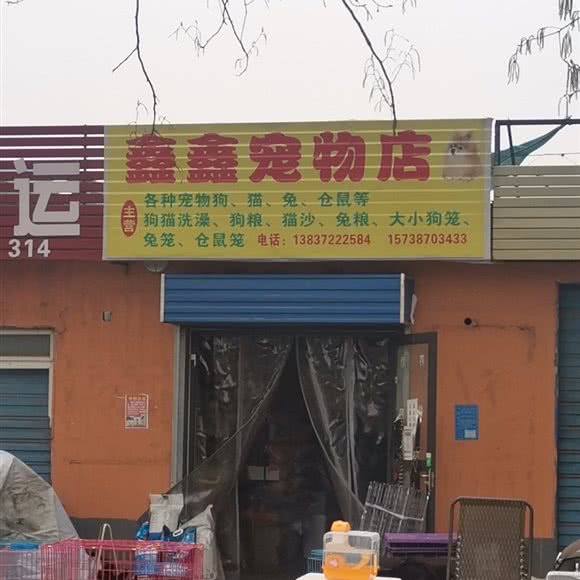 运
314
鑫鑫宠物店
主营
各种宠物狗、猫、兔、仓鼠等
狗猫洗澡、狗粮、猫沙、兔粮、大小狗笼、
兔笼、仓鼠笼 电话:13837222584 15738703433